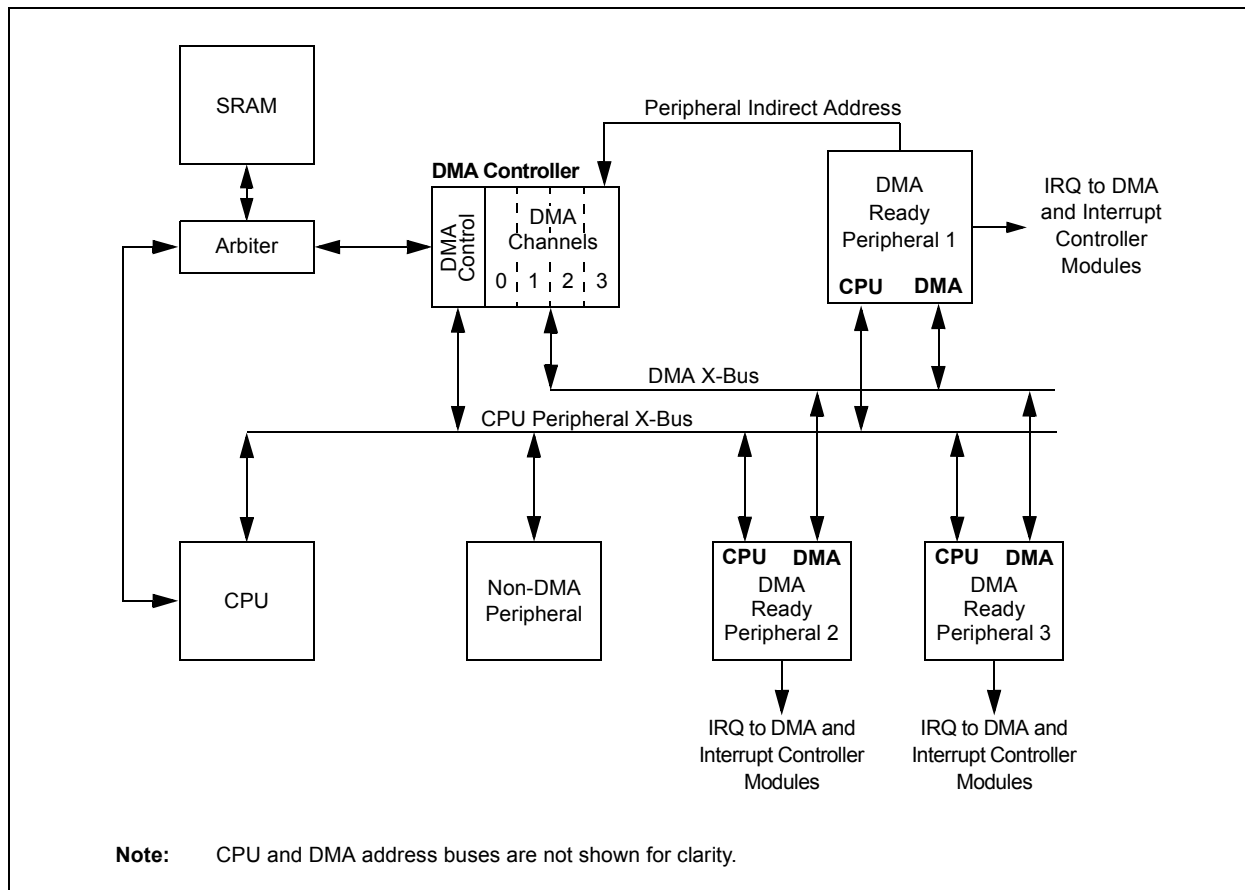 SRAM
Peripheral Indirect Address
DMA Controller
DMA
Ready
Peripheral 1
CPU DMA
IRQ to DMA
and Interrupt
Controller
Modules
Arbiter
DMA
Control
DMA
Channels
0 1 2 3
DMA X-Bus
CPU Peripheral X-Bus
CPU
Non-DMA
Peripheral
CPU DMA
DMA
Ready
Peripheral 2
CPU DMA
DMA
Ready
Peripheral 3
IRQ to DMA and
Interrupt Controller
Modules
IRQ to DMA and
Interrupt Controller
Modules
Note: CPU and DMA address buses are not shown for clarity.